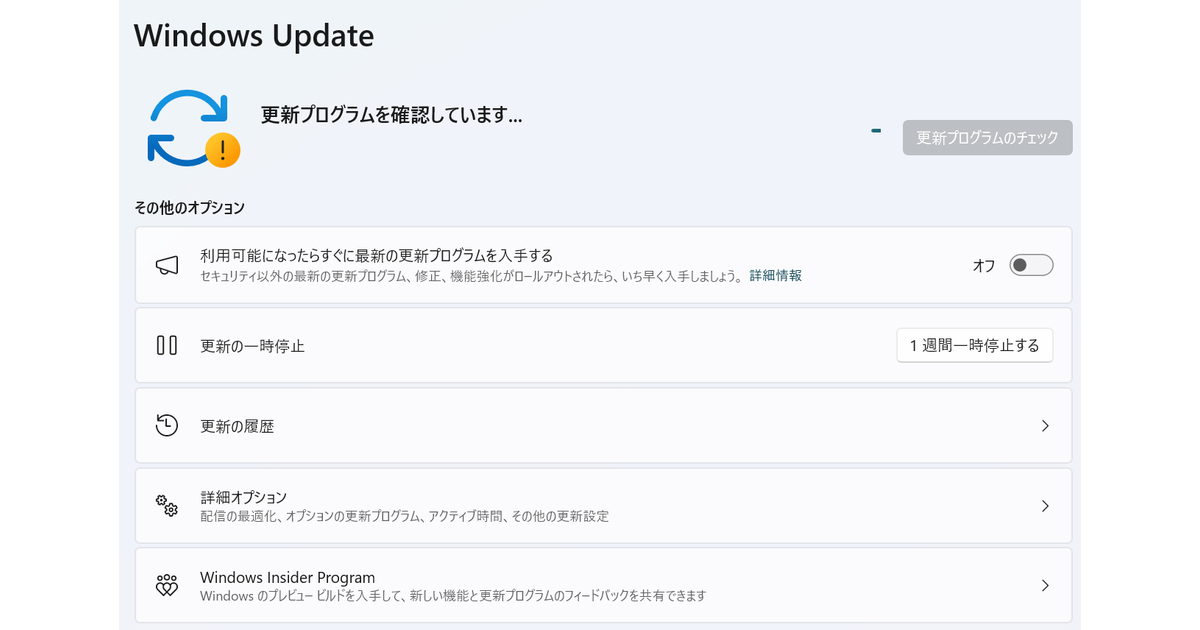 Windows Update
更新プログラムを確認しています...
更新プログラムのチェック
その他のオプション
利用可能になったらすぐに最新の更新プログラムを入手する
セキュリティ以外の最新の更新プログラム、修正、機能強化がロールアウトされたら、いち早く入手しましょう。 詳細情報
オフ
更新の一時停止
1 週間一時停止する
更新の履歴
詳細オプション
配信の最適化、オプションの更新プログラム、アクティブ時間、その他の更新設定
Windows Insider Program
Windows のプレビュー ビルドを入手して、新しい機能と更新プログラムのフィードバックを共有できます